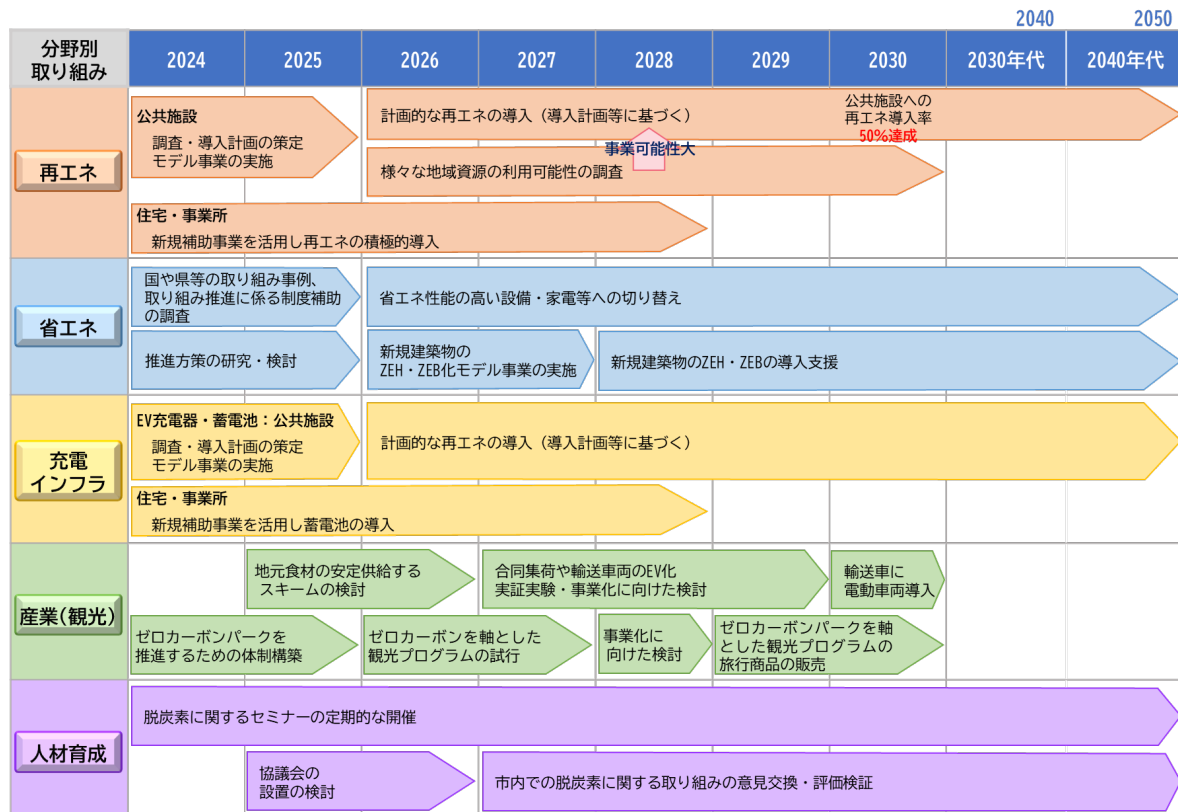 2040
2050
分野別
取り組み
2024
2025
2026
2027
2028
2029
2030
2030年代
2040年代
再エネ
公共施設
調査・導入計画の策定
モデル事業の実施
計画的な再エネの導入（導入計画等に基づく）
公共施設への
再エネ導入率
50%達成
事業可能性大
様々な地域資源の利用可能性の調査
住宅・事業所
新規補助事業を活用し再エネの積極的導入
省エネ
国や県等の取り組み事例、
取り組み推進に係る制度補助
の調査
省エネ性能の高い設備・家電等への切り替え
推進方策の研究・検討
新規建築物の
ZEH・ZEB化モデル事業の実施
新規建築物のZEH・ZEBの導入支援
充電
インフラ
EV充電器・蓄電池：公共施設
調査・導入計画の策定
モデル事業の実施
計画的な再エネの導入（導入計画等に基づく）
住宅・事業所
新規補助事業を活用し蓄電池の導入
産業(観光)
地元食材の安定供給する
スキームの検討
合同集荷や輸送車両のEV化
実証実験・事業化に向けた検討
輸送車に
電動車両導入
ゼロカーボンパークを
推進するための体制構築
ゼロカーボンを軸とした
観光プログラムの試行
事業化に
向けた検討
ゼロカーボンパークを軸
とした観光プログラムの
旅行商品の販売
人材育成
脱炭素に関するセミナーの定期的な開催
協議会の
設置の検討
市内での脱炭素に関する取り組みの意見交換・評価検証